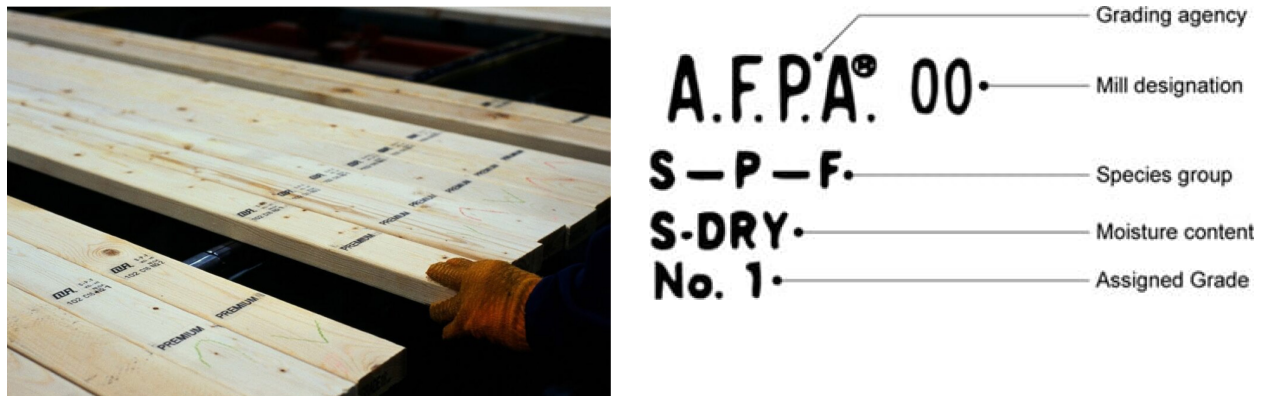 PREMIUM
PREMIUM
PREMIUM
PREMIUM
PREMIUM
PREMIUM
PREMIUM
Grading agency
A.F.P.A.® 00
Mill designation
S-P-F
Species group
S-DRY
Moisture content
No. 1
Assigned Grade